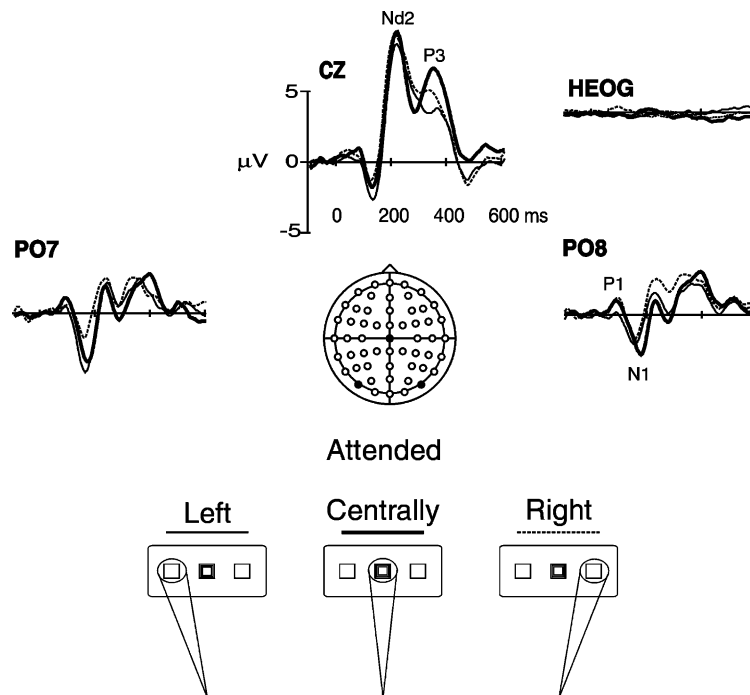 Nd2
CZ
P3
HEOG
5
μV
0
-5
0 200 400 600 ms
PO7
PO8
P1
N1
Attended
Left Centrally Right